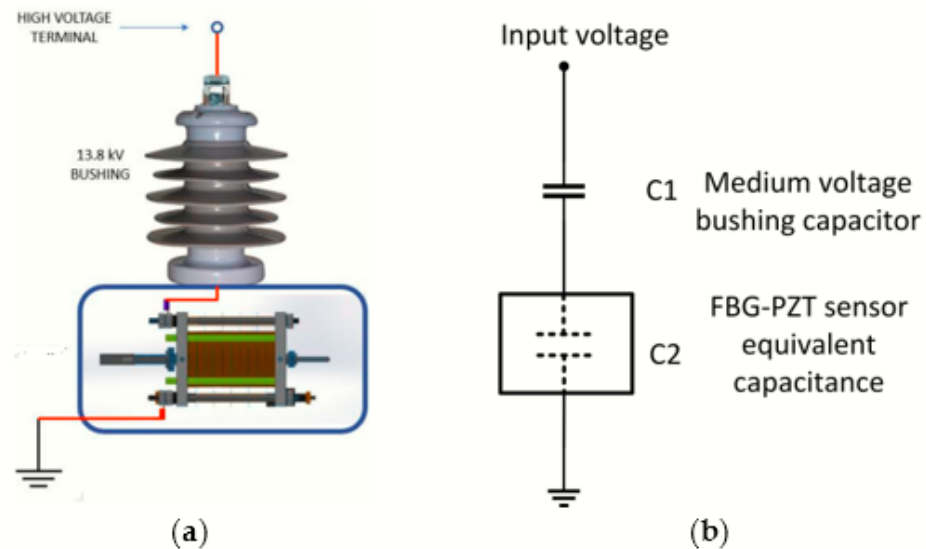 HIGH VOLTAGE
TERMINAL
13.8 kV
BUSHING
(a)
Input voltage
C1
Medium voltage
bushing capacitor
C2
FBG-PZT sensor
equivalent
capacitance
(b)